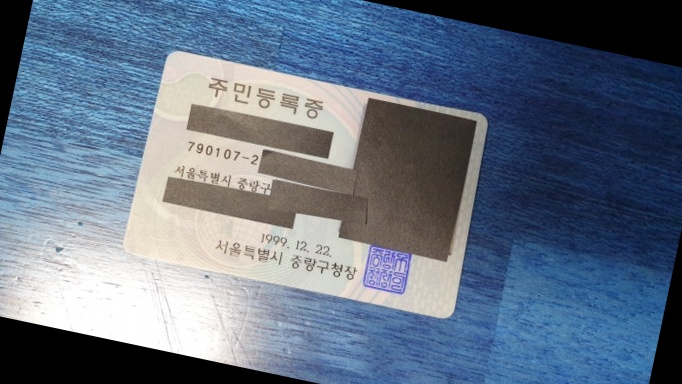 주민등록증
790107-2
서울특별시 중랑구
1999. 12. 22.
서울특별시 중랑구청장